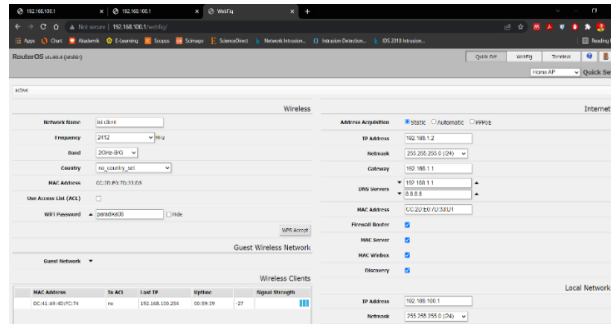 192.168.100.1
192.168.100.1
WebFig
Not secure | 192.168.100.1/webfig/
Apps
Akademik
E-Learning
Scopus
Scimago
ScienceDirect
Network Intrusion...
Intrusion Detection...
IDS 2018 Intrusion...
Reading
RouterOS
Quick Set
WebFig
Terminal
Home AP
Quick Se
Wireless
Internet
Network Name
Address Acquisition
Static
Automatic
PPPoE
Frequency
2412
MHz
IP Address
192.168.1.2
Band
2GHz-B/G
Netmask
255.255.255.0 (/24)
Country
no_country_set
Gateway
192.168.1.1
MAC Address
DNS Servers
192.168.1.1
8.8.8.8
Use Access List (ACL)
MAC Address
WiFi Password
Hide
Firewall Router
WPS Accept
MAC Server
Guest Wireless Network
MAC Winbox
Guest Network
Discovery
Wireless Clients
Local Network
MAC Address
In ACL
Last IP
Uptime
Signal Strength
no
192.168.100.254
00:59:39
-27
IP Address
192.168.100.1
Netmask
255.255.255.0 (/24)